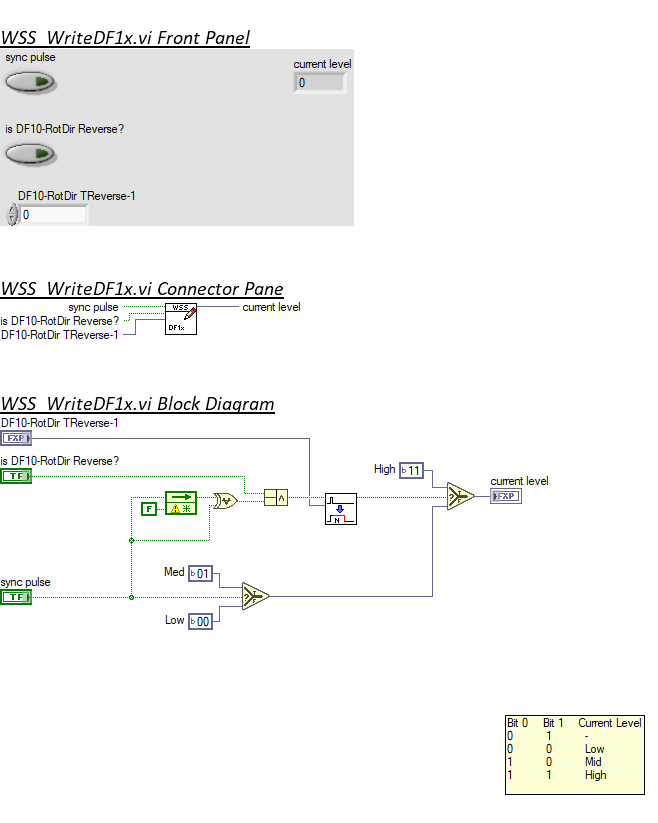 WSS_WriteDF1x.vi Front Panel
sync pulse
current level
0
is DF10-RotDir Reverse?
DF10-RotDir TReverse-1
0
WSS_WriteDF1x.vi Connector Pane
sync pulse
WSS
current level
is DF10-RotDir Reverse?
DF1x
DF10-RotDir TReverse-1
WSS_WriteDF1x.vi Block Diagram
DF10-RotDir TReverse-1
FXP
is DF10-RotDir Reverse?
TF
High b 11
current level
FXP
F
N
sync pulse
TF
Med b 01
Low b 00
? T F
? T F
Bit 0 Bit 1 Current Level
0 1 -
0 0 Low
1 0 Mid
1 1 High